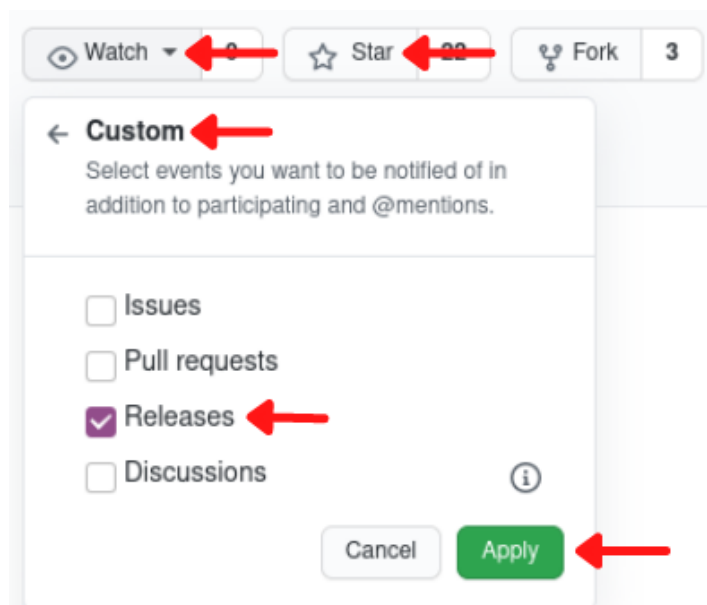 Watch
Star
Fork 3
Custom
Select events you want to be notified of in
addition to participating and @mentions.
Issues
Pull requests
Releases
Discussions
Cancel Apply